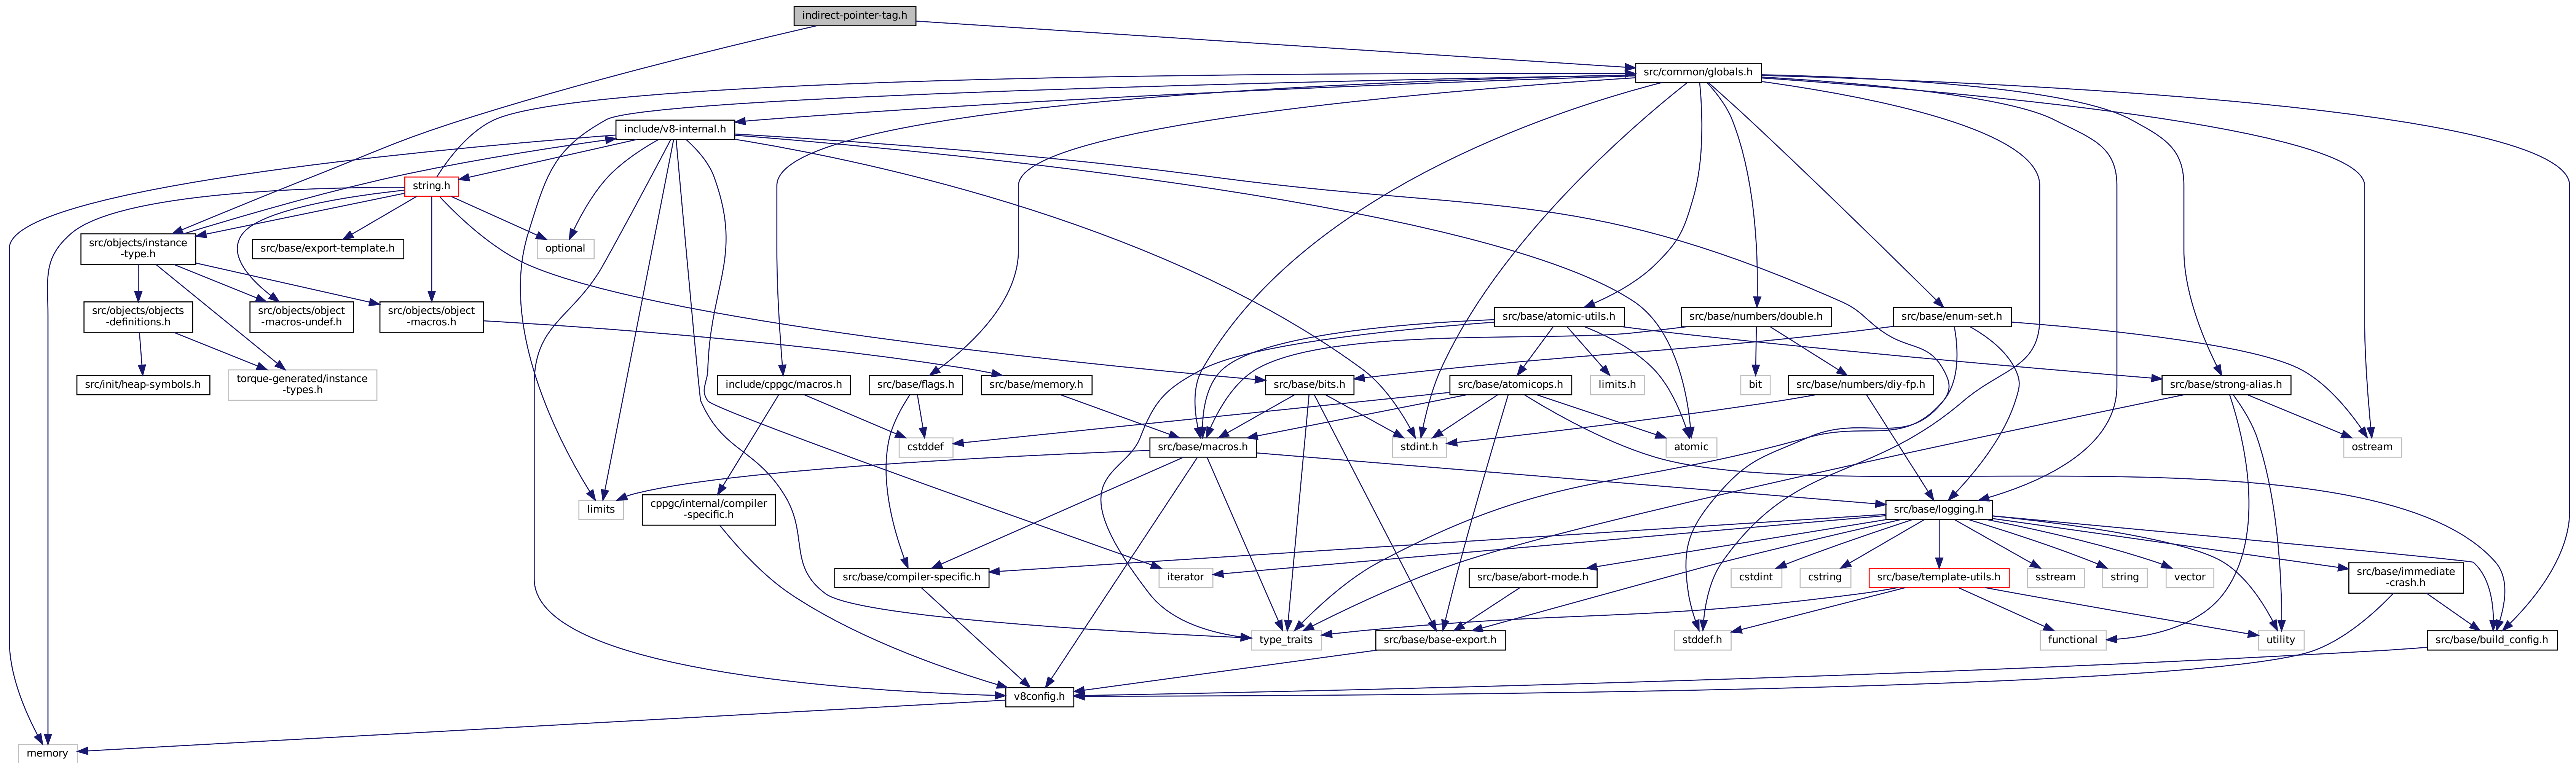 indirect-pointer-tag.h
src/common/globals.h
include/v8-internal.h
string.h
src/objects/instance
-type.h
src/base/export-template.h
optional
src/objects/objects
-definitions.h
src/objects/object
-macros-undef.h
src/objects/object
-macros.h
src/base/atomic-utils.h
src/base/numbers/double.h
src/base/enum-set.h
src/init/heap-symbols.h
torque-generated/instance
-types.h
include/cppgc/macros.h
src/base/flags.h
src/base/memory.h
src/base/bits.h
src/base/atomicops.h
limits.h
bit
src/base/numbers/diy-fp.h
src/base/strong-alias.h
cstddef
src/base/macros.h
stdint.h
atomic
ostream
limits
cppgc/internal/compiler
-specific.h
src/base/logging.h
src/base/compiler-specific.h
iterator
src/base/abort-mode.h
cstdint
cstring
src/base/template-utils.h
sstream
string
vector
src/base/immediate
-crash.h
type_traits
src/base/base-export.h
stddef.h
functional
utility
src/base/build_config.h
v8config.h
memory